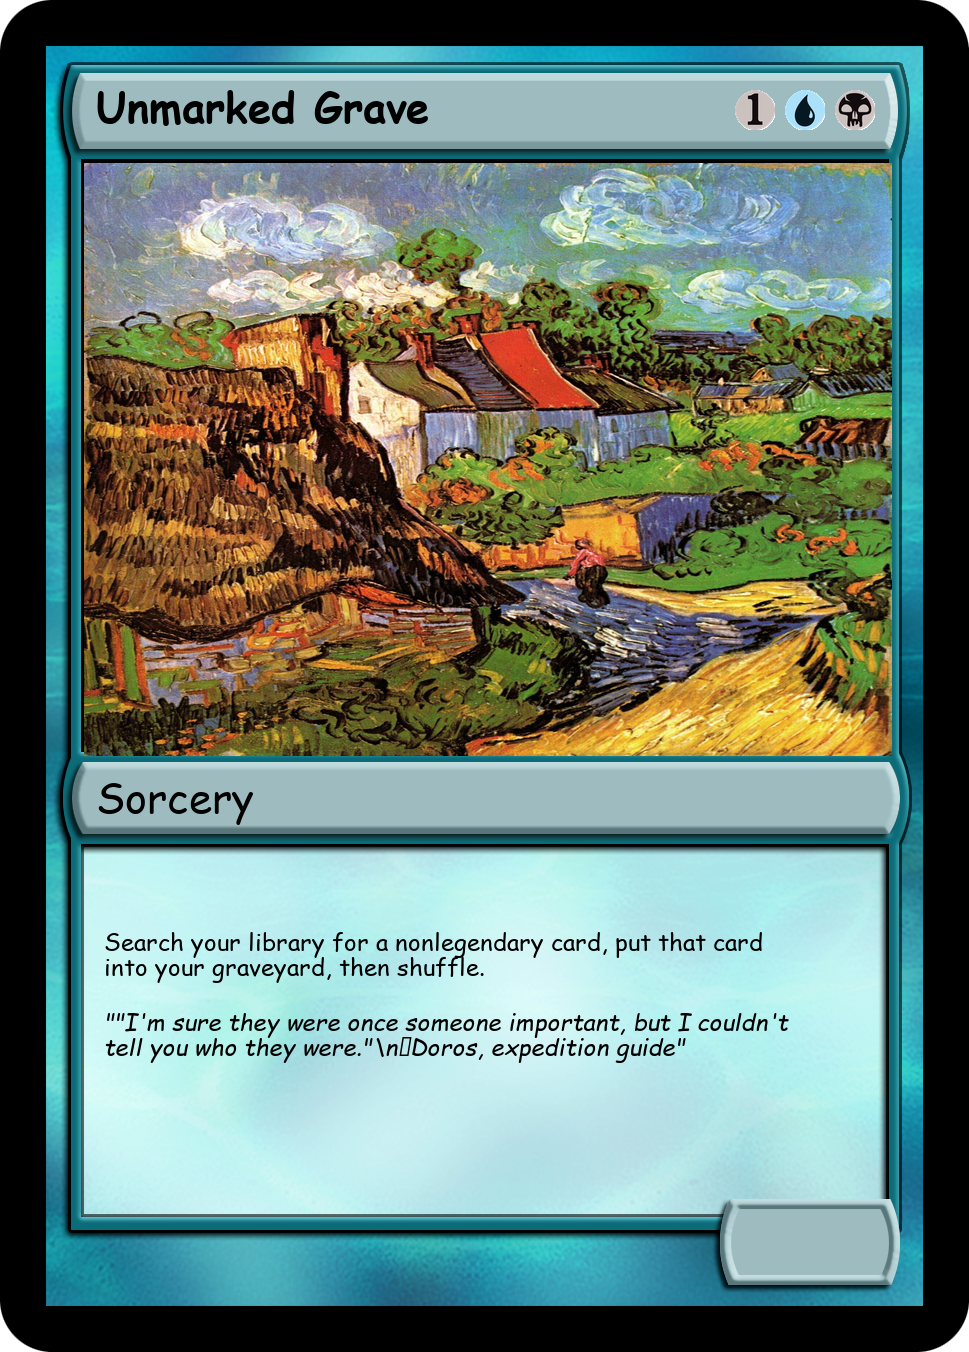 Unmarked Grave 1
Sorcery
Search your library for a nonlegendary card, put that card
into your graveyard, then shuffle.
""I'm sure they were once someone important, but I couldn't
tell you who they were."\n▯Doros, expedition guide"